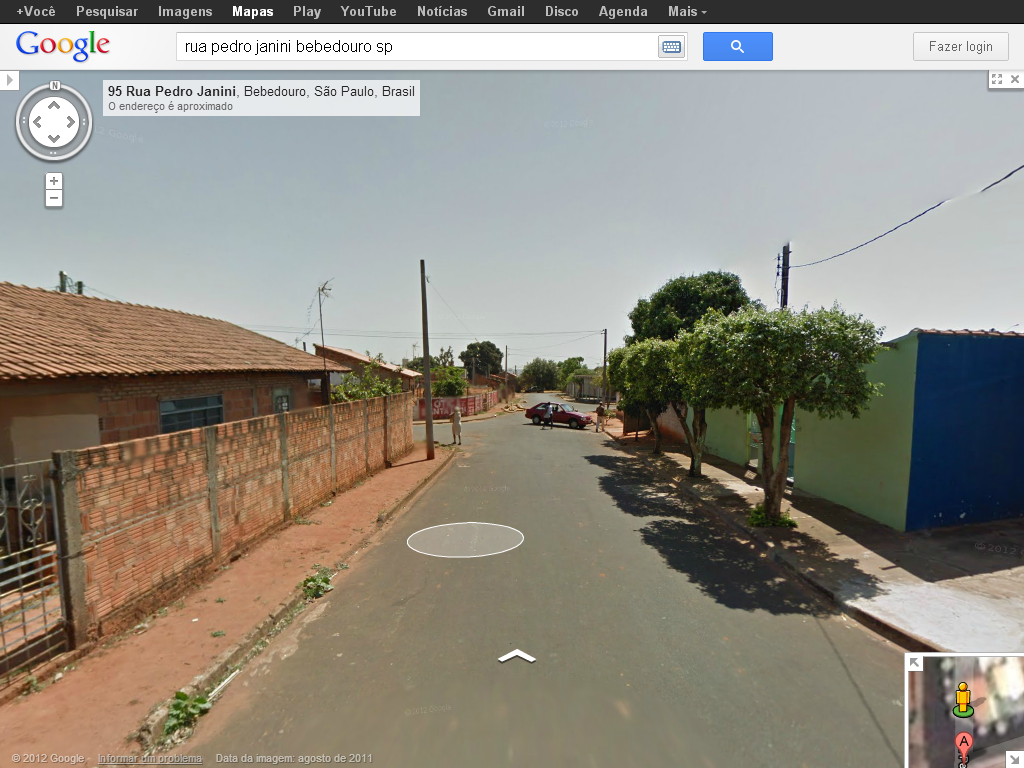 +Você Pesquisar Imagens Mapas Play YouTube Notícias Gmail Disco Agenda Mais
Google
rua pedro janini bebedouro sp
Fazer login
N
95 Rua Pedro Janini, Bebedouro, São Paulo, Brasil
O endereço é aproximado
+
−
A
© 2012 Google
Informar um problema
Data da imagem: agosto de 2011